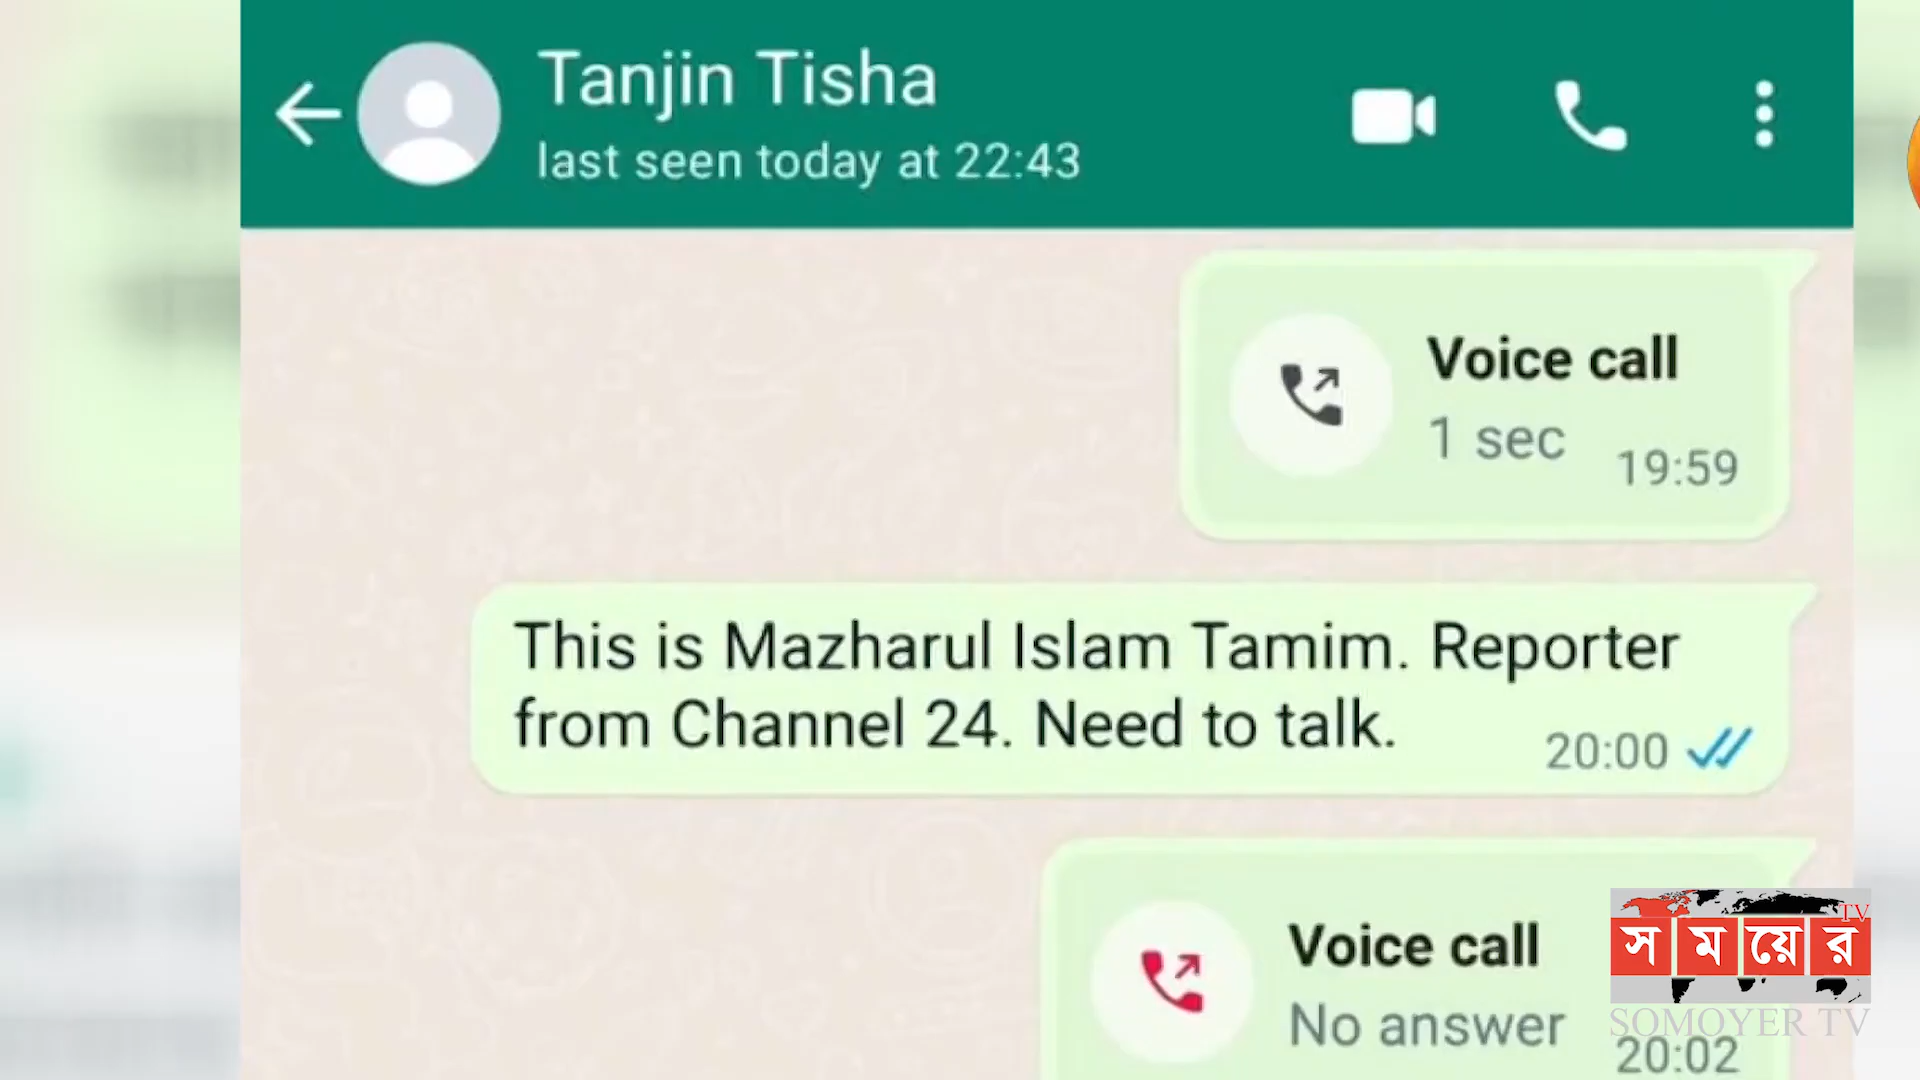 Tanjin Tisha
last seen today at 22:43
Voice call
1 sec
19:59
This is Mazharul Islam Tamim. Reporter
from Channel 24. Need to talk.
20:00
Voice call
No answer
20:02
TV
সময়ের
SOMOYER TV